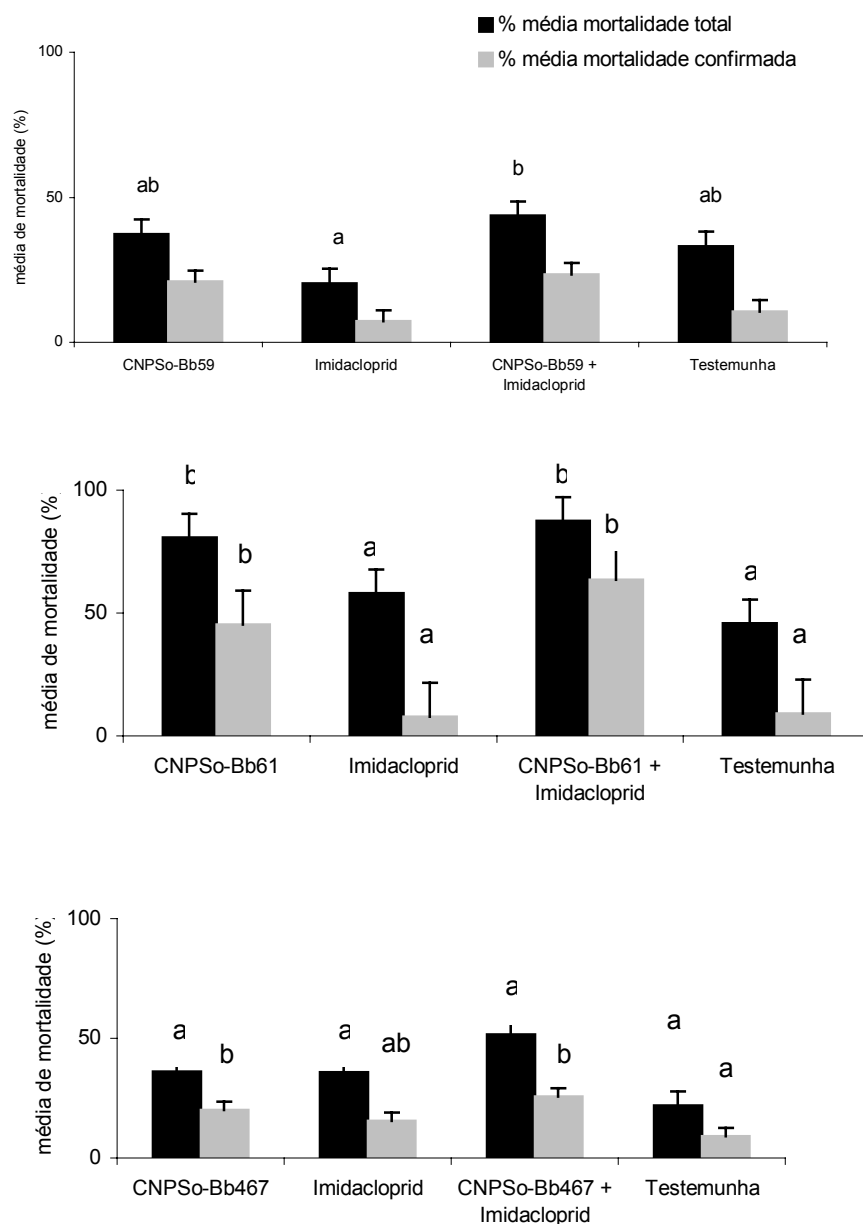 % média mortalidade total
% média mortalidade confirmada
100
50
0
média de mortalidade (%)
ab
a
b
ab
CNPSo-Bb59
Imidacloprid
CNPSo-Bb59 +
Imidacloprid
Testemunha
100
50
0
média de mortalidade (%
b
b
a
a
b
b
a
a
CNPSo-Bb61
Imidacloprid
CNPSo-Bb61 +
Imidacloprid
Testemunha
100
50
0
média de mortalidade (%
a
b
a
ab
a
b
a
a
CNPSo-Bb467
Imidacloprid
CNPSo-Bb467 +
Imidacloprid
Testemunha